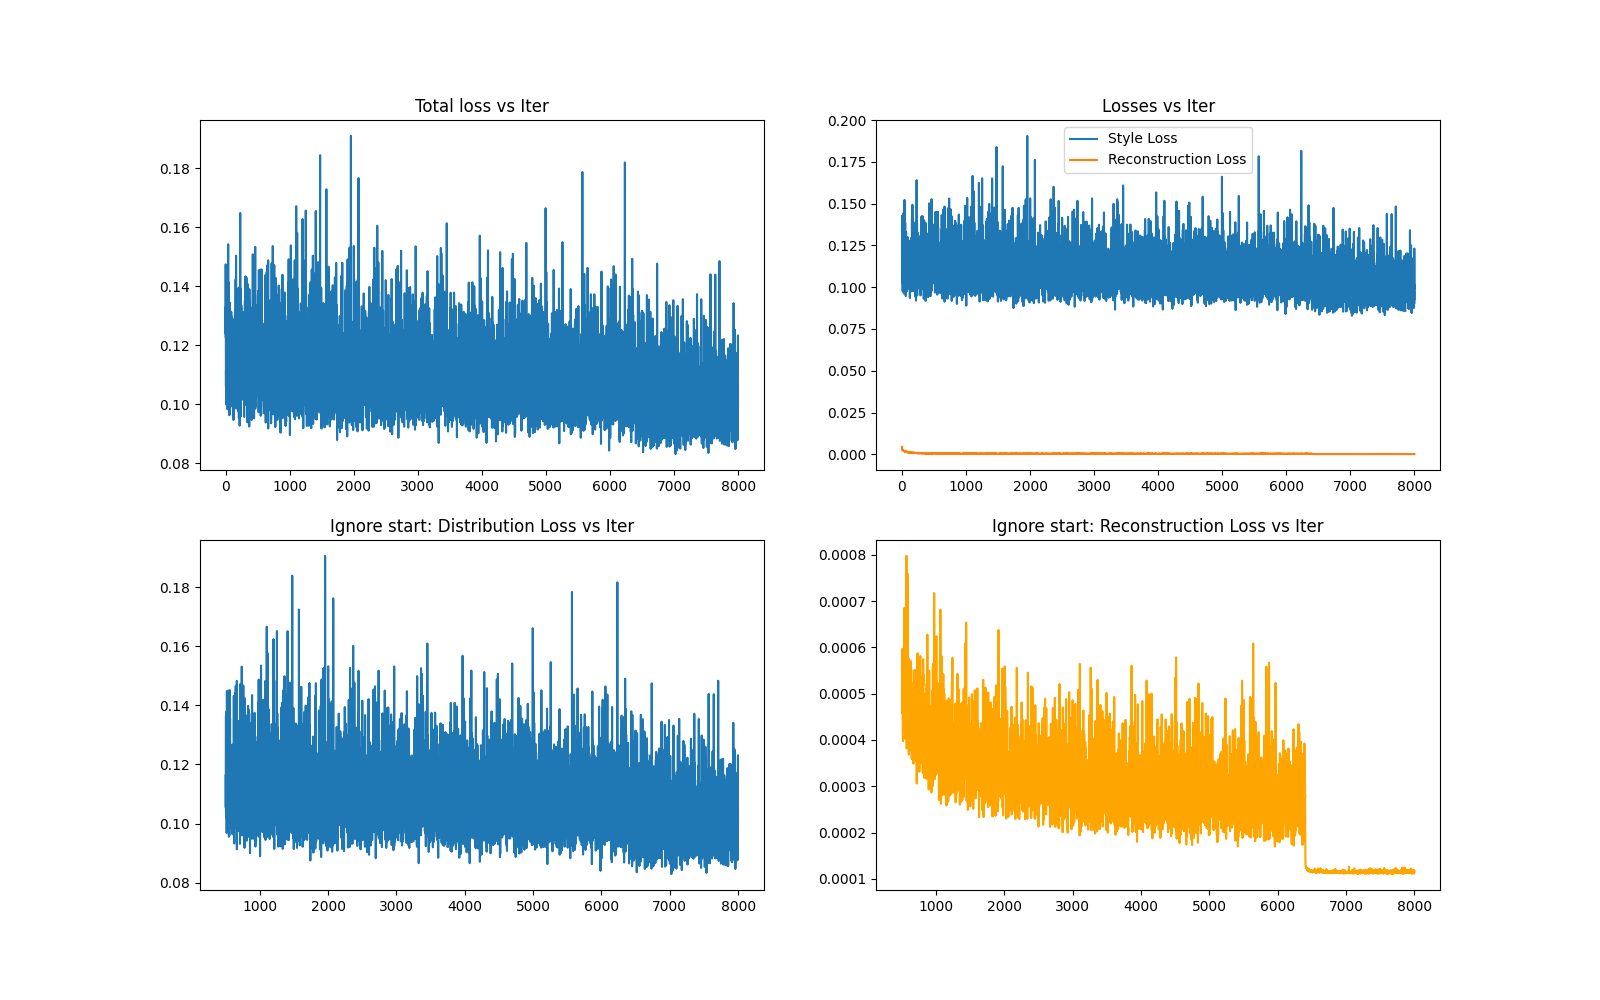 Total loss vs Iter
0.18
0.16
0.14
0.12
0.10
0.08
0 1000 2000 3000 4000 5000 6000 7000 8000
Losses vs Iter
Style Loss
Reconstruction Loss
0.200
0.175
0.150
0.125
0.100
0.075
0.050
0.025
0.000
0 1000 2000 3000 4000 5000 6000 7000 8000
Ignore start: Distribution Loss vs Iter
0.18
0.16
0.14
0.12
0.10
0.08
1000 2000 3000 4000 5000 6000 7000 8000
Ignore start: Reconstruction Loss vs Iter
0.0008
0.0007
0.0006
0.0005
0.0004
0.0003
0.0002
0.0001
1000 2000 3000 4000 5000 6000 7000 8000